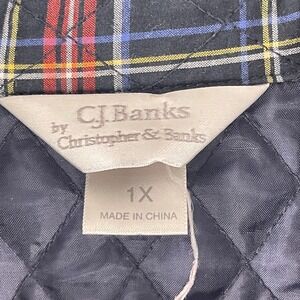 C.J. Banks
by
Christopher & Banks
1X
MADE IN CHINA